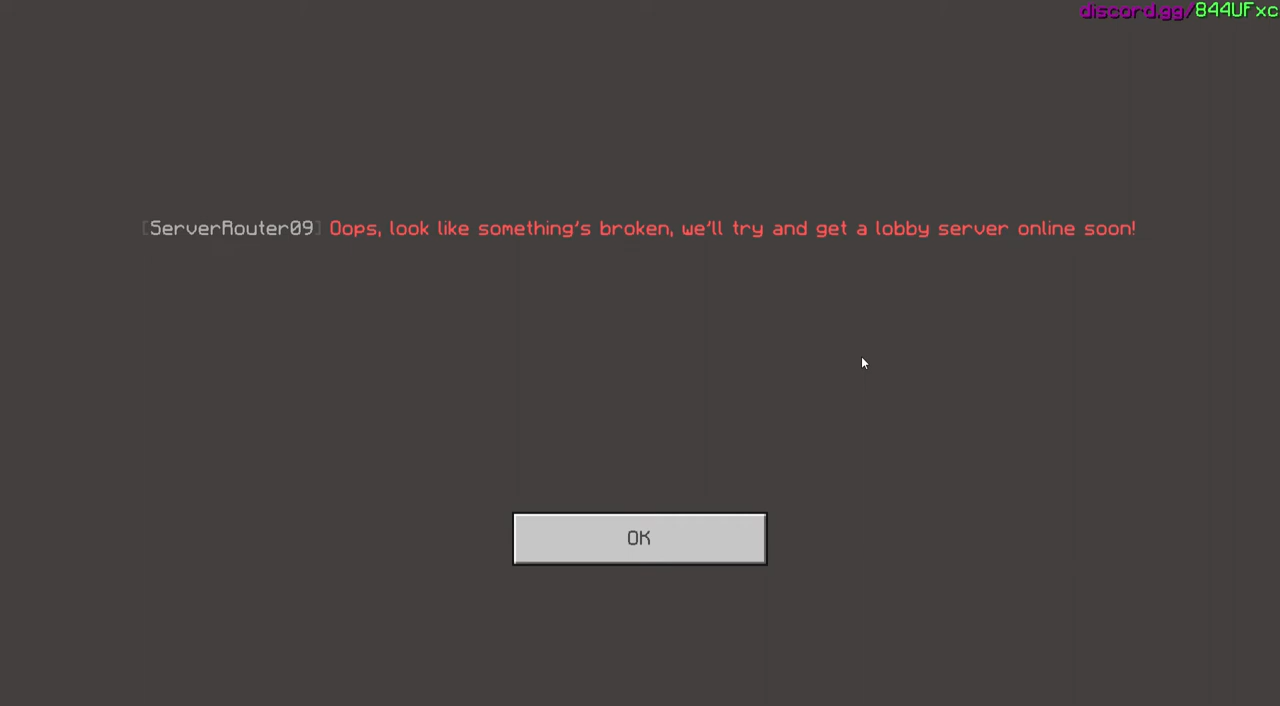 discord.gg/844UFxc
[ServerRouter09] Oops, look like something's broken, we'll try and get a lobby server online soon!
OK